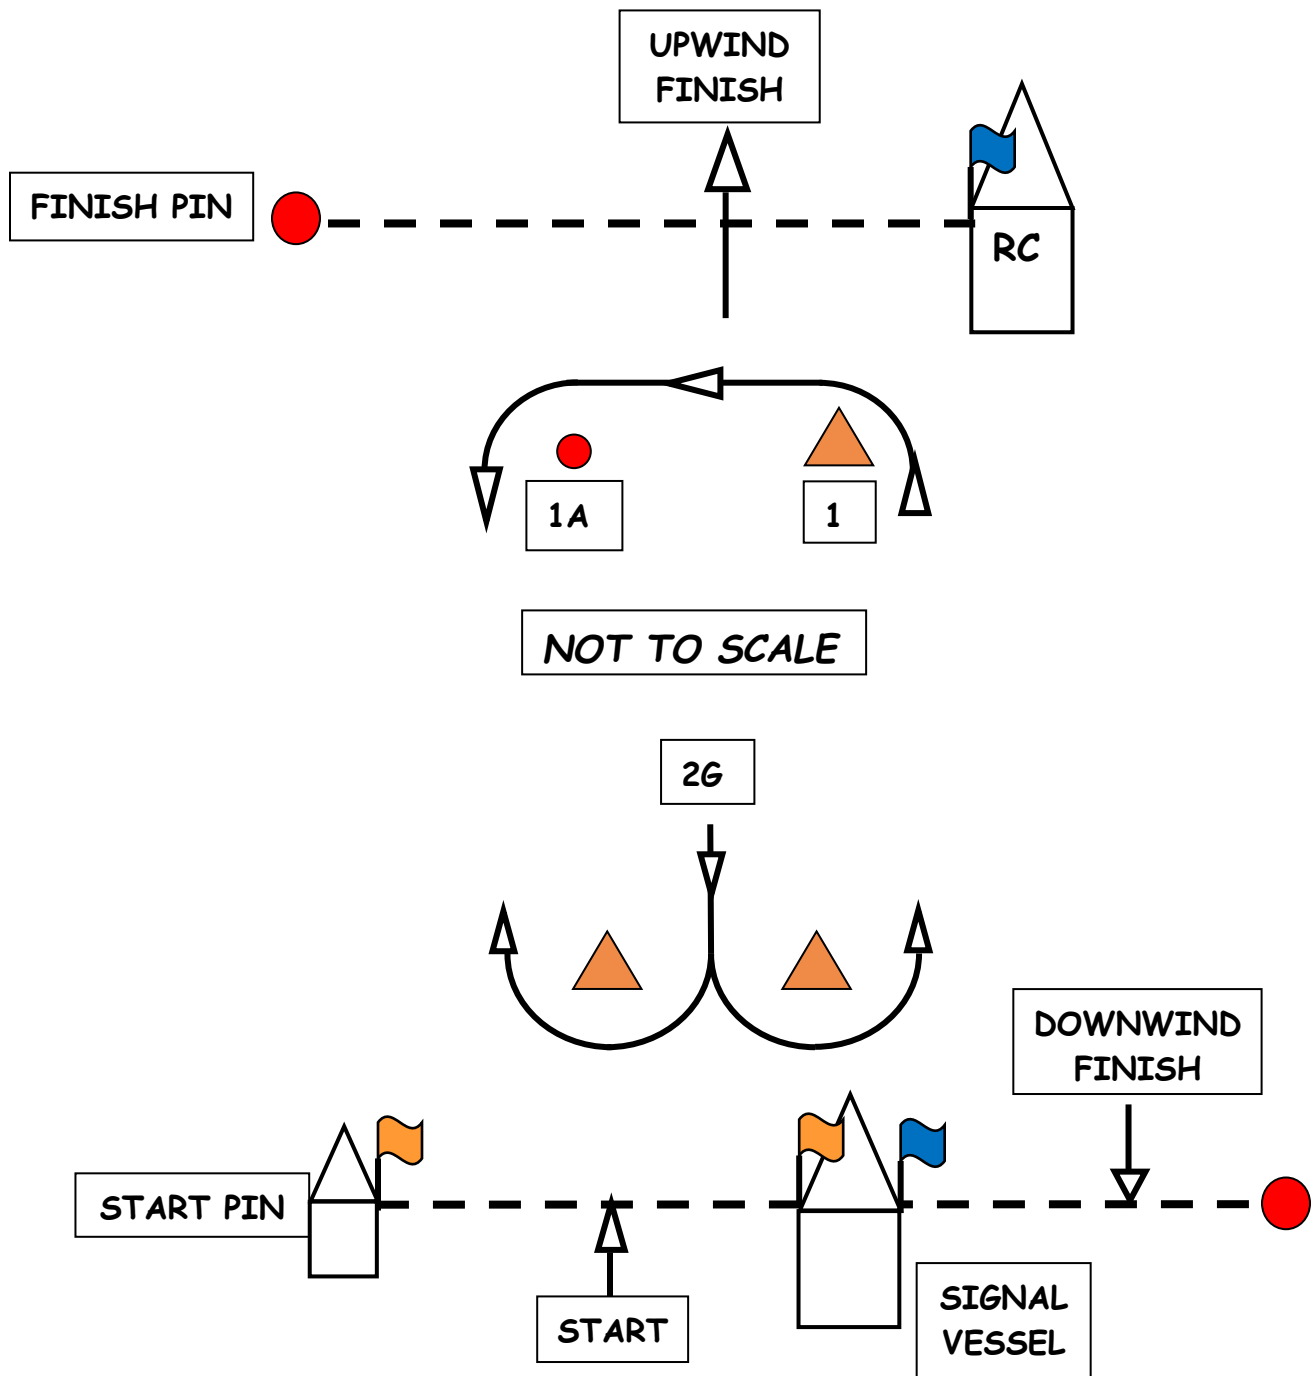 UPWIND
FINISH
FINISH PIN
RC
1A
1
NOT TO SCALE
2G
DOWNWIND
FINISH
START PIN
START
SIGNAL
VESSEL